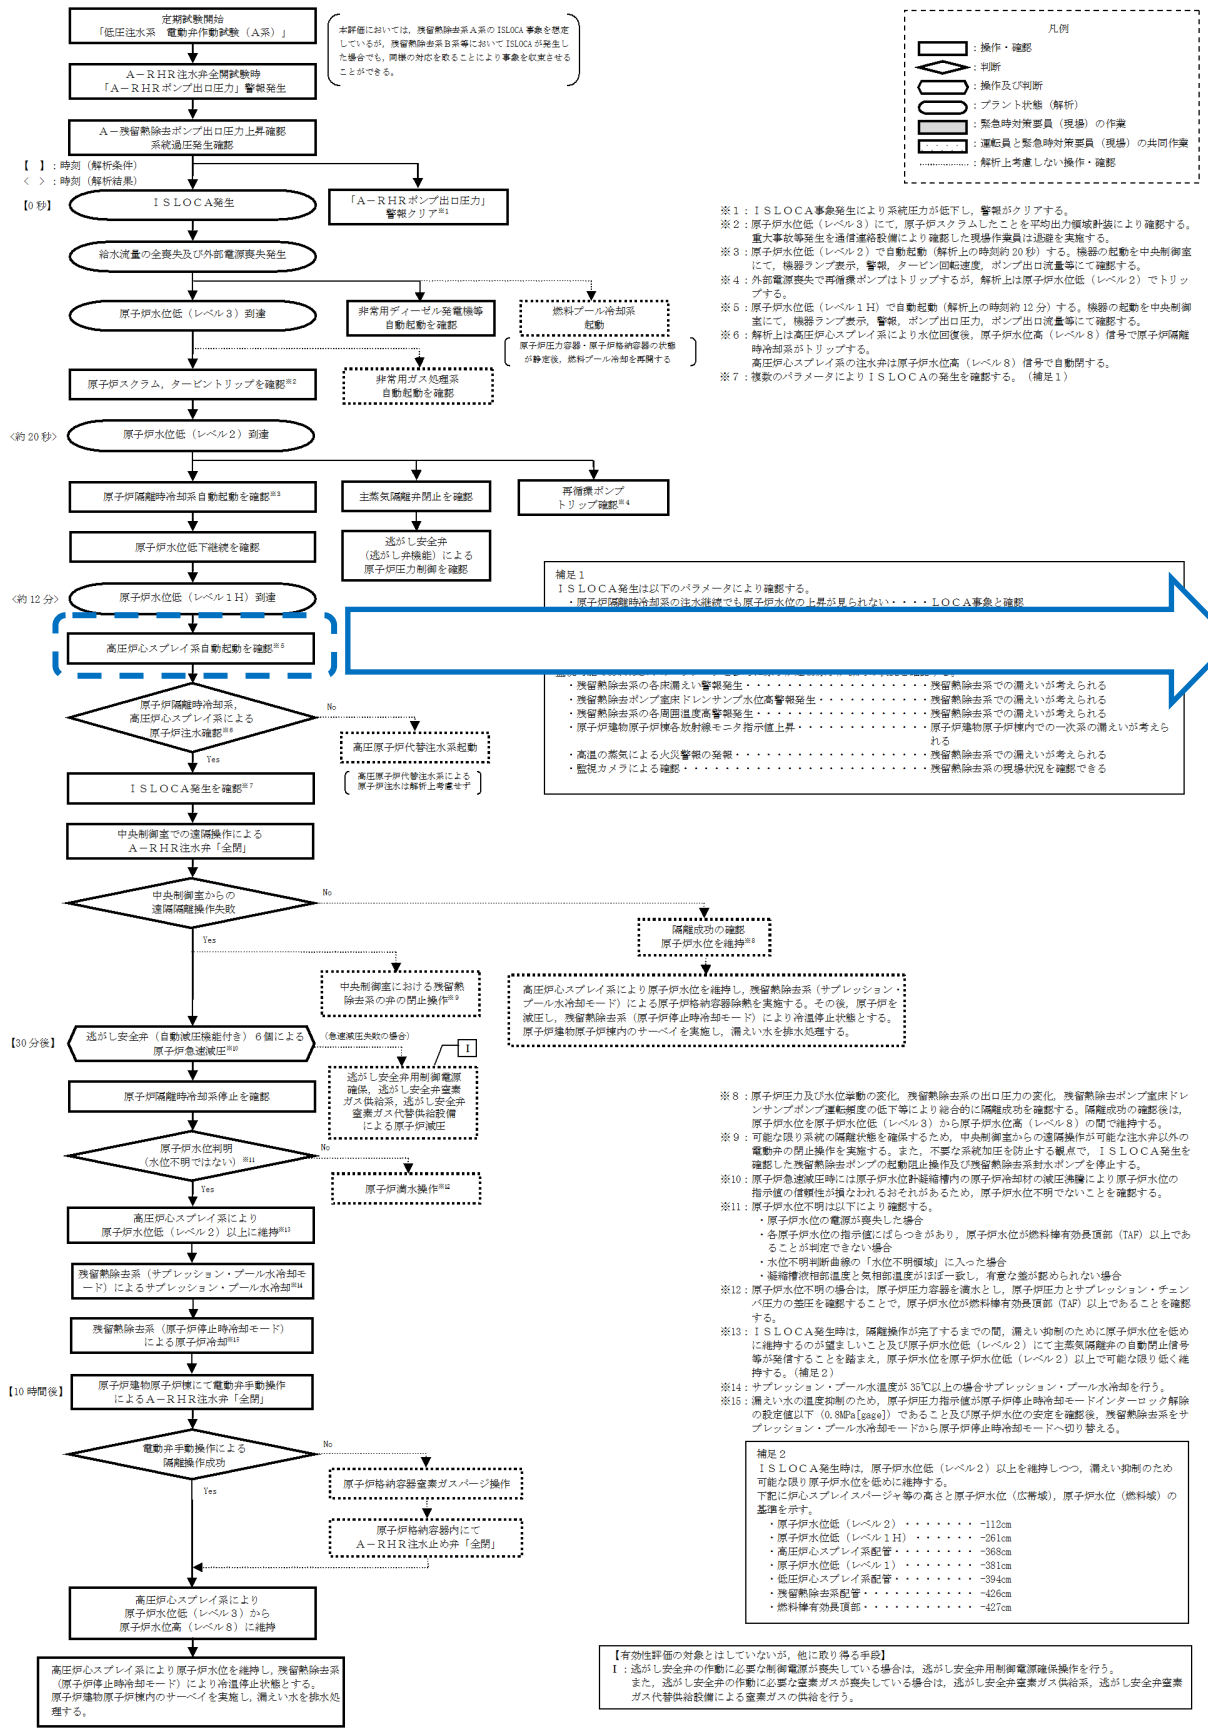 定期試験開始
「低圧注水系　電動弁作動試験（A系）」
A－RHR注水弁全開試験時
「A－RHRポンプ出口圧力」警報発生
A－残留熱除去ポンプ出口圧力上昇確認
系統過圧発生確認
本評価においては，残留熱除去系A系のISLOCA事象を想定
しているが，残留熱除去系B系等においてISLOCAが発生し
た場合でも，同様の対応を取ることにより事象を収束させる
ことができる。
凡例
：操作・確認
：判断
：操作及び判断
：プラント状態（解析）
：緊急時対策要員（現場）の作業
：運転員と緊急時対策要員（現場）の共同作業
：解析上考慮しない操作・確認
【　】：時刻（解析条件）
＜　＞：時刻（解析結果）
【0秒】
ISLOCA発生
「A－RHRポンプ出口圧力」
警報クリア※1
給水流量の全喪失及び外部電源喪失発生
原子炉水位低（レベル3）到達
非常用ディーゼル発電機等
自動起動を確認
燃料プール冷却系
起動
原子炉圧力容器・原子炉格納容器の状態
が静定後，燃料プール冷却を再開する
原子炉スクラム，タービントリップを確認※2
非常用ガス処理系
自動起動を確認
<約20秒>
原子炉水位低（レベル2）到達
原子炉隔離時冷却系自動起動を確認※3
主蒸気隔離弁閉止を確認
再循環ポンプ
トリップ確認※4
原子炉水位低下継続を確認
逃がし安全弁
（逃がし弁機能）による
原子炉圧力制御を確認
<約12分>
原子炉水位低（レベル1H）到達
高圧炉心スプレイ系自動起動を確認※5
原子炉隔離時冷却系，
高圧炉心スプレイ系による
原子炉注水確認※6
No
Yes
高圧原子炉代替注水系起動
高圧原子炉代替注水系による
原子炉注水は解析上考慮せず
ISLOCA発生を確認※7
中央制御室での遠隔操作による
A－RHR注水弁「全閉」
中央制御室からの
遠隔隔離操作失敗
No
Yes
隔離成功の確認
原子炉水位を維持※8
中央制御室における残留熱
除去系の弁の閉止操作※9
高圧炉心スプレイ系により原子炉水位を維持し，残留熱除去系（サプレッション・
プール水冷却モード）による原子炉格納容器除熱を実施する。その後，原子炉を
減圧し，残留熱除去系（原子炉停止時冷却モード）により冷温停止状態とする。
原子炉建物原子炉棟内のサーベイを実施し，漏えい水を排水処理する。
【30分後】
逃がし安全弁（自動減圧機能付き）6個による
原子炉急速減圧※10
（急速減圧失敗の場合）
I
逃がし安全弁用制御電源
確保，逃がし安全弁窒素
ガス供給系，逃がし安全弁
窒素ガス代替供給設備
による原子炉減圧
原子炉隔離時冷却系停止を確認
原子炉水位判明
（水位不明ではない）※11
No
Yes
原子炉満水操作※12
高圧炉心スプレイ系により
原子炉水位低（レベル2）以上に維持※13
残留熱除去系（サプレッション・プール水冷却モ
ード）によるサプレッション・プール水冷却※14
残留熱除去系（原子炉停止時冷却モード）
による原子炉冷却※15
【10時間後】
原子炉建物原子炉棟にて電動弁手動操作
によるA－RHR注水弁「全閉」
電動弁手動操作による
隔離操作成功
No
Yes
原子炉格納容器窒素ガスパージ操作
原子炉格納容器内にて
A－RHR注水止め弁「全閉」
高圧炉心スプレイ系により
原子炉水位低（レベル3）から
原子炉水位高（レベル8）に維持
高圧炉心スプレイ系により原子炉水位を維持し，残留熱除去系
（原子炉停止時冷却モード）により冷温停止状態とする。
原子炉建物原子炉棟内のサーベイを実施し，漏えい水を排水処
理する。
※1：ISLOCA事象発生により系統圧力が低下し，警報がクリアする。
※2：原子炉水位低（レベル3）にて，原子炉スクラムしたことを平均出力領域計装により確認する。
重大事故等発生を通信連絡設備により確認した現場作業員は退避を実施する。
※3：原子炉水位低（レベル2）で自動起動（解析上の時刻約20秒）する。機器の起動を中央制御室
にて，機器ランプ表示，警報，タービン回転速度，ポンプ出口流量等にて確認する。
※4：外部電源喪失で再循環ポンプはトリップするが，解析上は原子炉水位低（レベル2）でトリッ
プする。
※5：原子炉水位低（レベル1H）で自動起動（解析上の時刻約12分）する。機器の起動を中央制御
室にて，機器ランプ表示，警報，ポンプ出口圧力，ポンプ出口流量等にて確認する。
※6：解析上は高圧炉心スプレイ系により水位回復後，原子炉水位高（レベル8）信号で原子炉隔離
時冷却系がトリップする。
高圧炉心スプレイ系の注水弁は原子炉水位高（レベル8）信号で自動閉する。
※7：複数のパラメータによりISLOCAの発生を確認する。（補足1）
補足1
ISLOCA発生は以下のパラメータにより確認する。
・原子炉隔離時冷却系の注水継続でも原子炉水位の上昇が見られない・・・・LOCA事象と確認
・残留熱除去系の各床漏えい警報発生・・・・・・・・・・・・・・・・・・残留熱除去系での漏えいが考えられる
・残留熱除去ポンプ室床ドレンサンプ水位高警報発生・・・・・・・・・・・残留熱除去系での漏えいが考えられる
・残留熱除去系の各周囲温度高警報発生・・・・・・・・・・・・・・・・・残留熱除去系での漏えいが考えられる
・原子炉建物原子炉棟各放射線モニタ指示値上昇・・・・・・・・・・・・・原子炉建物原子炉棟内での一次系の漏えいが考えら
れる
・高温の蒸気による火災警報の発報・・・・・・・・・・・・・・・・・・・残留熱除去系での漏えいが考えられる
・監視カメラによる確認・・・・・・・・・・・・・・・・・・・・・・・・残留熱除去系の現場状況を確認できる
※8：原子炉圧力及び水位挙動の変化，残留熱除去系の出口圧力の変化，残留熱除去ポンプ室床ドレ
ンサンプポンプ運転頻度の低下等により総合的に隔離成功を確認する。隔離成功の確認後は，
原子炉水位を原子炉水位低（レベル3）から原子炉水位高（レベル8）の間で維持する。
※9：可能な限り系統の隔離状態を確保するため，中央制御室からの遠隔操作が可能な注水弁以外の
電動弁の閉止操作を実施する。また，不要な系統加圧を防止する観点で，ISLOCA発生を
確認した残留熱除去ポンプの起動阻止操作及び残留熱除去系封水ポンプを停止する。
※10：原子炉急速減圧時には原子炉水位計凝縮槽内の原子炉冷却材の減圧沸騰により原子炉水位の
指示値の信頼性が損なわれるおそれがあるため，原子炉水位不明でないことを確認する。
※11：原子炉水位不明は以下により確認する。
・原子炉水位の電源が喪失した場合
・各原子炉水位の指示値にばらつきがあり，原子炉水位が燃料棒有効長頂部（TAF）以上であ
ることが判定できない場合
・水位不明判断曲線の「水位不明領域」に入った場合
・凝縮槽液相部温度と気相部温度がほぼ一致し，有意な差が認められない場合
※12：原子炉水位不明の場合は，原子炉圧力容器を満水とし，原子炉圧力とサプレッション・チェン
バ圧力の差圧を確認することで，原子炉水位が燃料棒有効長頂部（TAF）以上であることを確認
する。
※13：ISLOCA発生時は，隔離操作が完了するまでの間，漏えい抑制のために原子炉水位を低め
に維持するのが望ましいこと及び原子炉水位低（レベル2）にて主蒸気隔離弁の自動閉止信号
等が発信することを踏まえ，原子炉水位を原子炉水位低（レベル2）以上で可能な限り低く維
持する。（補足2）
※14：サプレッション・プール水温度が35℃以上の場合サプレッション・プール水冷却を行う。
※15：漏えい水の温度抑制のため，原子炉圧力指示値が原子炉停止時冷却モードインターロック解除
の設定値以下（0.8MPa[gage]）であること及び原子炉水位の安定を確認後，残留熱除去系をサ
プレッション・プール水冷却モードから原子炉停止時冷却モードへ切り替える。
補足2
ISLOCA発生時は，原子炉水位低（レベル2）以上を維持しつつ，漏えい抑制のため
可能な限り原子炉水位を低めに維持する。
下記に炉心スプレイスパージャ等の高さと原子炉水位（広帯域），原子炉水位（燃料域）の
基準を示す。
・原子炉水位低（レベル2）・・・・・・・ -112cm
・原子炉水位低（レベル1H）・・・・・・ -261cm
・高圧炉心スプレイ系配管・・・・・・・・ -368cm
・原子炉水位低（レベル1）・・・・・・・ -381cm
・低圧炉心スプレイ系配管・・・・・・・・ -394cm
・残留熱除去系配管・・・・・・・・・・・ -426cm
・燃料棒有効長頂部・・・・・・・・・・・ -427cm
【有効性評価の対象とはしていないが，他に取り得る手段】
I：逃がし安全弁の作動に必要な制御電源が喪失している場合は，逃がし安全弁用制御電源確保操作を行う。
また，逃がし安全弁の作動に必要な窒素ガスが喪失している場合は，逃がし安全弁窒素ガス供給系，逃がし安全弁窒素
ガス代替供給設備による窒素ガスの供給を行う。